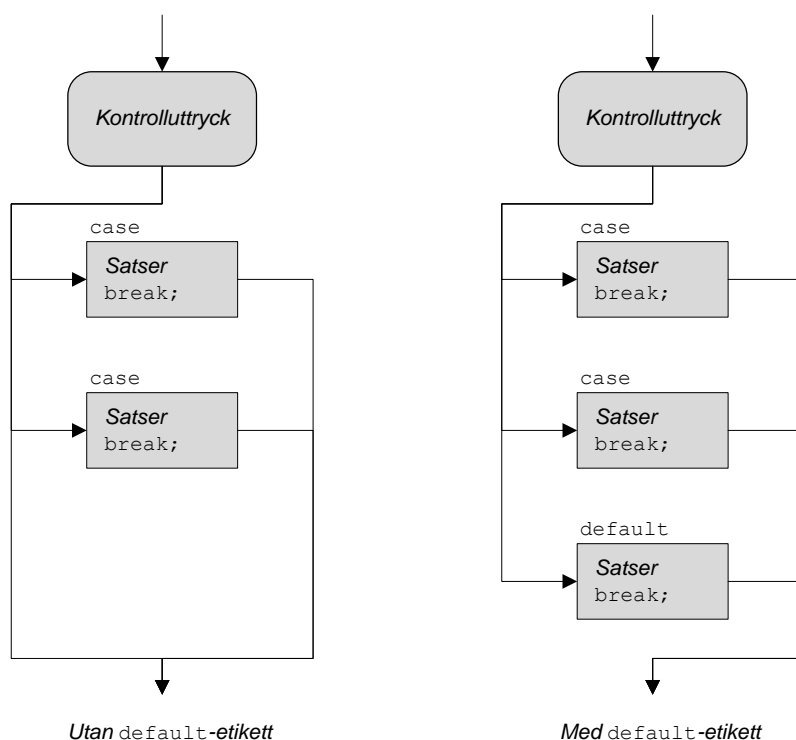 Kontrolluttryck
case
Satser
break;
case
Satser
break;
Utan default-etikett
Kontrolluttryck
case
Satser
break;
case
Satser
break;
default
Satser
break;
Med default-etikett